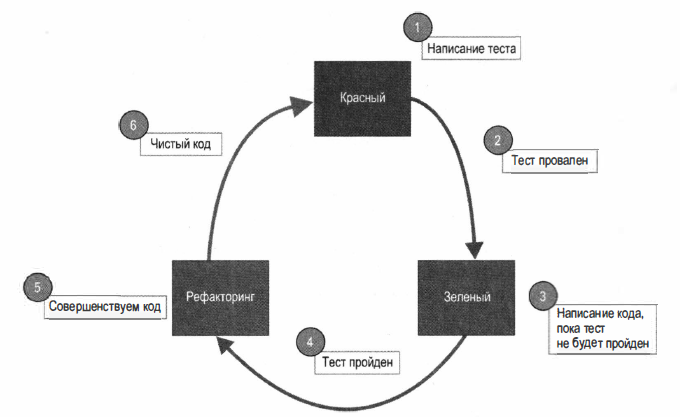 1
Написание теста
Красный
2
Тест провален
3
Написание кода,
пока тест
не будет пройден
Зеленый
4
Тест пройден
5
Совершенствуем код
Рефакторинг
6
Чистый код